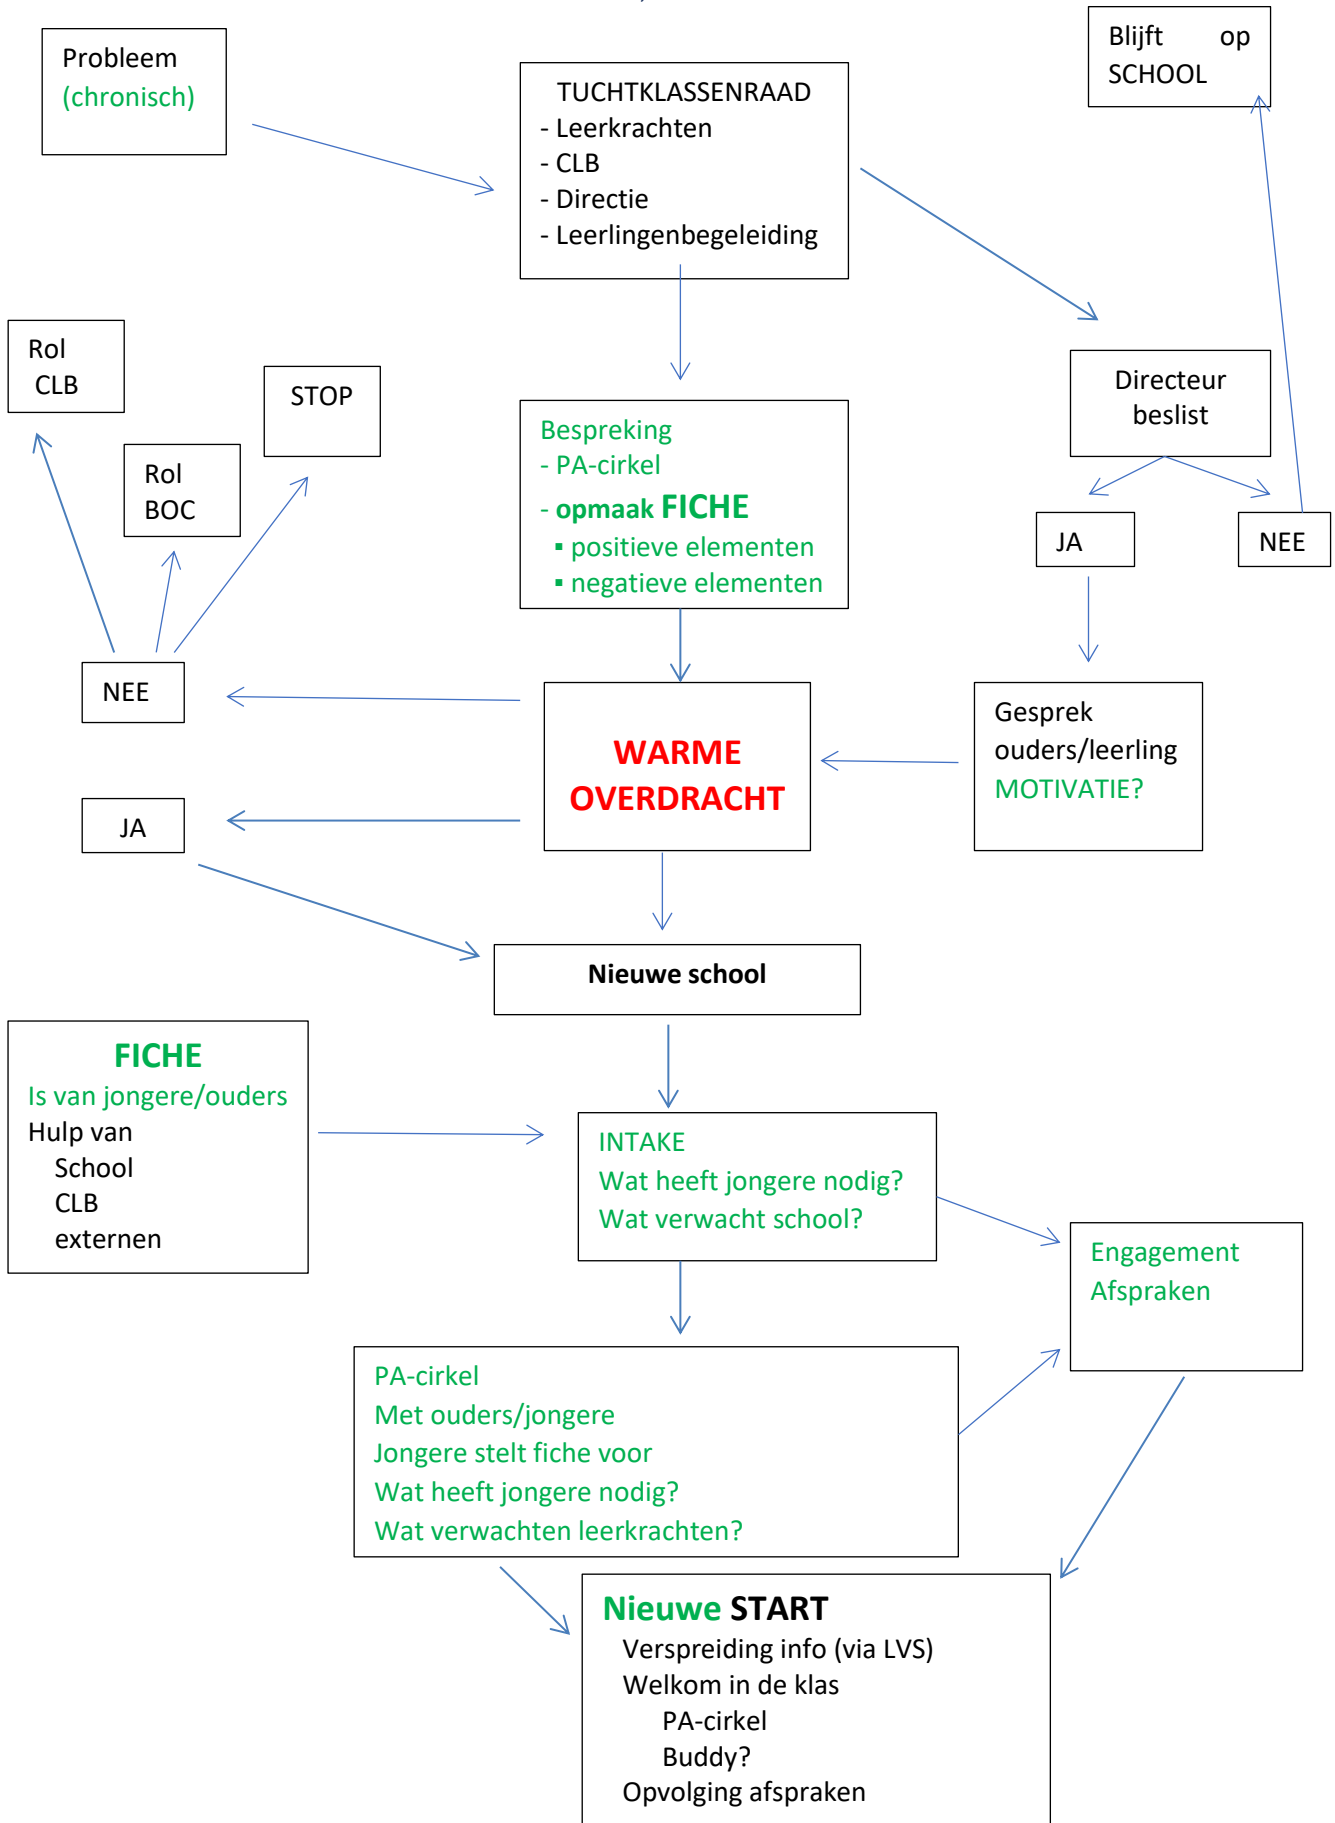 Probleem
(chronisch)
TUCHTKLASSENRAAD
- Leerkrachten
- CLB
- Directie
- Leerlingenbegeleiding
Blijft op
SCHOOL
Rol
CLB
Rol
BOC
STOP
Bespreking
- PA-cirkel
- opmaak FICHE
▪ positieve elementen
▪ negatieve elementen
Directeur
beslist
JA
NEE
NEE
JA
WARME
OVERDRACHT
Gesprek
ouders/leerling
MOTIVATIE?
Nieuwe school
FICHE
Is van jongere/ouders
Hulp van
School
CLB
externen
INTAKE
Wat heeft jongere nodig?
Wat verwacht school?
Engagement
Afspraken
PA-cirkel
Met ouders/jongere
Jongere stelt fiche voor
Wat heeft jongere nodig?
Wat verwachten leerkrachten?
Nieuwe START
Verspreiding info (via LVS)
Welkom in de klas
PA-cirkel
Buddy?
Opvolging afspraken